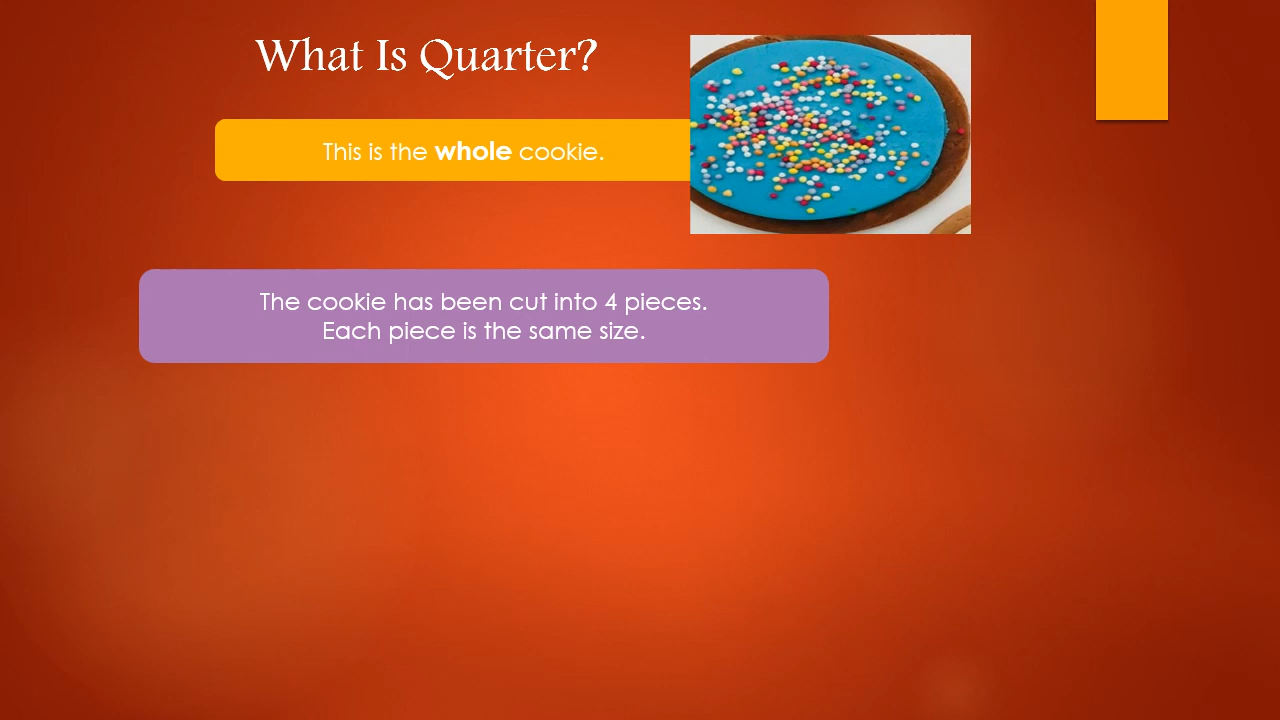 What Is Quarter?
This is the whole cookie.
The cookie has been cut into 4 pieces.
Each piece is the same size.